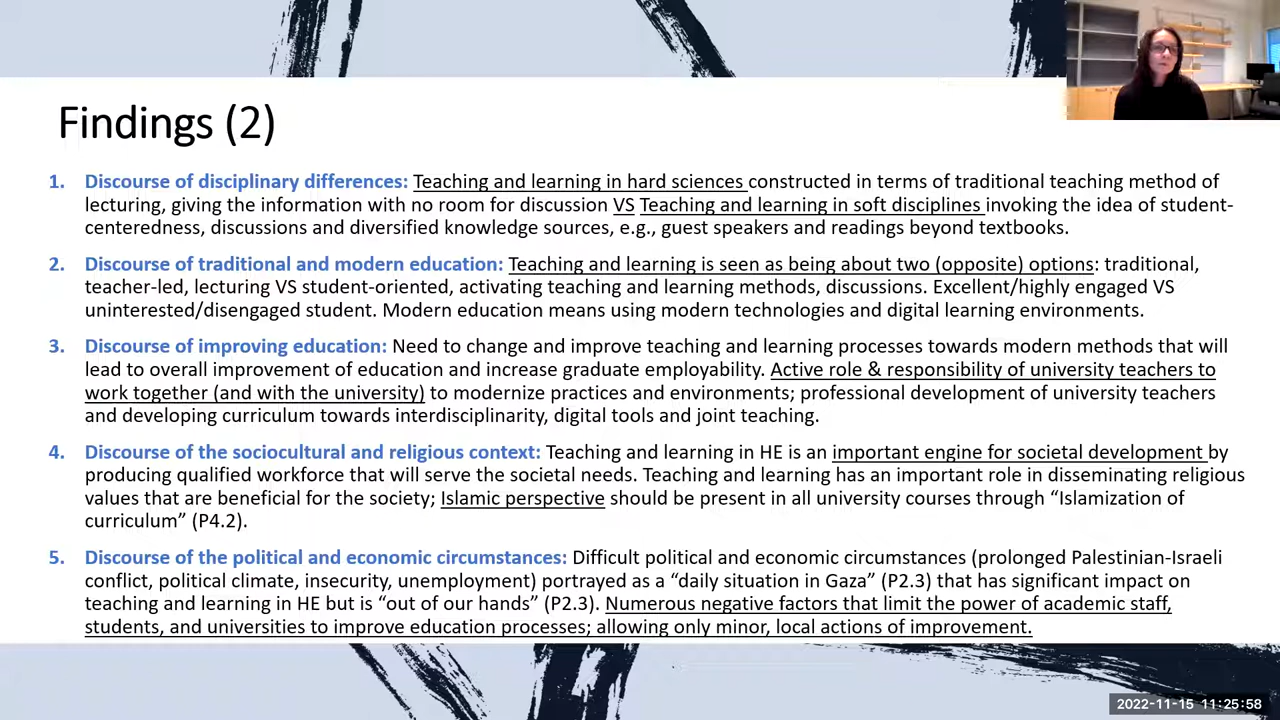 Findings (2)
1. Discourse of disciplinary differences: Teaching and learning in hard sciences constructed in terms of traditional teaching method of
lecturing, giving the information with no room for discussion VS Teaching and learning in soft disciplines invoking the idea of student-
centeredness, discussions and diversified knowledge sources, e.g., guest speakers and readings beyond textbooks.
2. Discourse of traditional and modern education: Teaching and learning is seen as being about two (opposite) options: traditional,
teacher-led, lecturing VS student-oriented, activating teaching and learning methods, discussions. Excellent/highly engaged VS
uninterested/disengaged student. Modern education means using modern technologies and digital learning environments.
3. Discourse of improving education: Need to change and improve teaching and learning processes towards modern methods that will
lead to overall improvement of education and increase graduate employability. Active role & responsibility of university teachers to
work together (and with the university) to modernize practices and environments; professional development of university teachers
and developing curriculum towards interdisciplinarity, digital tools and joint teaching.
4. Discourse of the sociocultural and religious context: Teaching and learning in HE is an important engine for societal development by
producing qualified workforce that will serve the societal needs. Teaching and learning has an important role in disseminating religious
values that are beneficial for the society; Islamic perspective should be present in all university courses through “Islamization of
curriculum” (P4.2).
5. Discourse of the political and economic circumstances: Difficult political and economic circumstances (prolonged Palestinian-Israeli
conflict, political climate, insecurity, unemployment) portrayed as a “daily situation in Gaza” (P2.3) that has significant impact on
teaching and learning in HE but is “out of our hands” (P2.3). Numerous negative factors that limit the power of academic staff,
students, and universities to improve education processes; allowing only minor, local actions of improvement.
2022-11-15 11:25:58